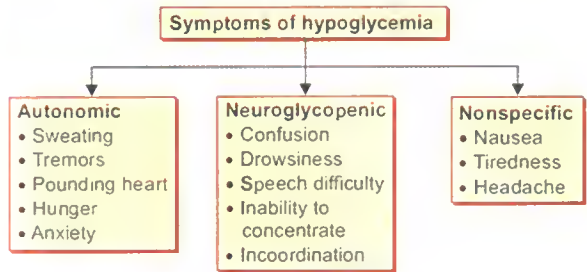 Symptoms of hypoglycemia
Autonomic
• Sweating
• Tremors
• Pounding heart
• Hunger
• Anxiety
Neuroglycopenic
• Confusion
• Drowsiness
• Speech difficulty
• Inability to
concentrate
• Incoordination
Nonspecific
• Nausea
• Tiredness
• Headache